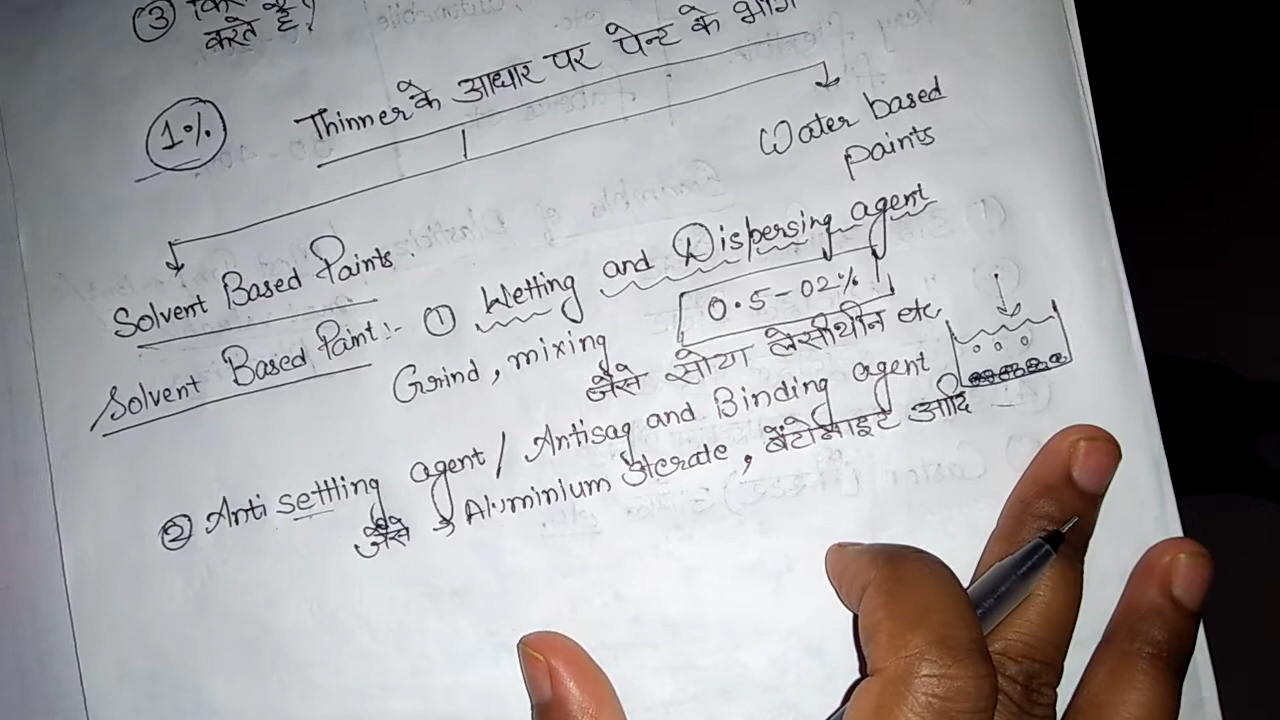 ③ कि
करते है?
1% Thinner के आधार पर पेन्ट के भाग
Water based
paints
Solvent Based Paints.
Solvent Based Paint:- ① Wetting and Dispersing agent
Grind, mixing 0.5-02%
जैसे सोया लेसीथीन etc
② Anti settling agent / Antisag and Binding agent
जैसे → Aluminium Sterate, बेंटोनाइट आदि